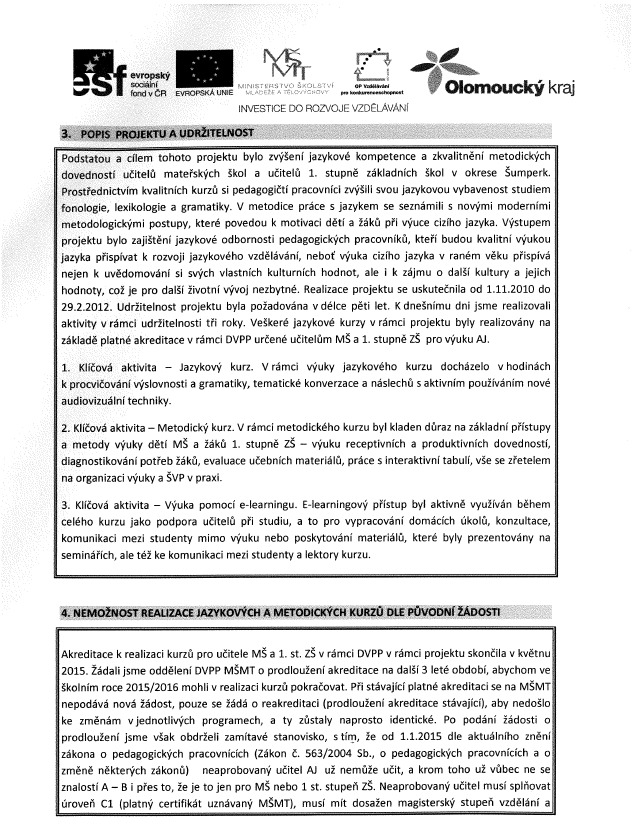 esf evropský
sociální
fond v ČR
EVROPSKÁ UNIE
MINISTERSTVO ŠKOLSTVÍ
MLÁDEŽE A TĚLOVÝCHOVY
OP Vzdělávání
pro konkurenceschopnost
Olomoucký kraj
INVESTICE DO ROZVOJE VZDĚLÁVÁNÍ
3. POPIS PROJEKTU A UDRŽITELNOST
Podstatou a cílem tohoto projektu bylo zvýšení jazykové kompetence a zkvalitnění metodických
dovedností učitelů mateřských škol a učitelů 1. stupně základních škol v okrese Šumperk.
Prostřednictvím kvalitních kurzů si pedagogičtí pracovníci zvýšili svou jazykovou vybavenost studiem
fonologie, lexikologie a gramatiky. V metodice práce s jazykem se seznámili s novými moderními
metodologickými postupy, které povedou k motivaci dětí a žáků při výuce cizího jazyka. Výstupem
projektu bylo zajištění jazykové odbornosti pedagogických pracovníků, kteří budou kvalitní výukou
jazyka přispívat k rozvoji jazykového vzdělávání, neboť výuka cizího jazyka v raném věku přispívá
nejen k uvědomování si svých vlastních kulturních hodnot, ale i k zájmu o další kultury a jejich
hodnoty, což je pro další životní vývoj nezbytné. Realizace projektu se uskutečnila od 1.11.2010 do
29.2.2012. Udržitelnost projektu byla požadována v délce pěti let. K dnešnímu dni jsme realizovali
aktivity v rámci udržitelnosti tři roky. Veškeré jazykové kurzy v rámci projektu byly realizovány na
základě platné akreditace v rámci DVPP určené učitelům MŠ a 1. stupně ZŠ pro výuku AJ.
1. Klíčová aktivita – Jazykový kurz. V rámci výuky jazykového kurzu docházelo v hodinách
k procvičování výslovnosti a gramatiky, tematické konverzace a náslechů s aktivním používáním nové
audiovizuální techniky.
2. Klíčová aktivita – Metodický kurz. V rámci metodického kurzu byl kladen důraz na základní přístupy
a metody výuky dětí MŠ a žáků 1. stupně ZŠ – výuku receptivních a produktivních dovedností,
diagnostikování potřeb žáků, evaluace učebních materiálů, práce s interaktivní tabulí, vše se zřetelem
na organizaci výuky a ŠVP v praxi.
3. Klíčová aktivita – Výuka pomocí e-learningu. E-learningový přístup byl aktivně využíván během
celého kurzu jako podpora učitelů při studiu, a to pro vypracování domácích úkolů, konzultace,
komunikaci mezi studenty mimo výuku nebo poskytování materiálů, které byly prezentovány na
seminářích, ale též ke komunikaci mezi studenty a lektory kurzu.
4. NEMOŽNOST REALIZACE JAZYKOVÝCH A METODICKÝCH KURZŮ DLE PŮVODNÍ ŽÁDOSTI
Akreditace k realizaci kurzů pro učitele MŠ a 1. st. ZŠ v rámci DVPP v rámci projektu skončila v květnu
2015. Žádali jsme oddělení DVPP MŠMT o prodloužení akreditace na další 3 leté období, abychom ve
školním roce 2015/2016 mohli v realizaci kurzů pokračovat. Při stávající platné akreditaci se na MŠMT
nepodává nová žádost, pouze se žádá o reakreditaci (prodloužení akreditace stávající), aby nedošlo
ke změnám v jednotlivých programech, a ty zůstaly naprosto identické. Po podání žádosti o
prodloužení jsme však obdrželi zamítavé stanovisko, s tím, že od 1.1.2015 dle aktuálního znění
zákona o pedagogických pracovnících (Zákon č. 563/2004 Sb., o pedagogických pracovnících a o
změně některých zákonů) neaprobovaný učitel AJ už nemůže učit, a krom toho už vůbec ne se
znalostí A – B i přes to, že je to jen pro MŠ nebo 1. stupeň ZŠ. Neaprobovaný učitel musí splňovat
úroveň C1 (platný certifikát uznávaný MŠMT), musí mít dosažen magisterský stupeň vzdělání a